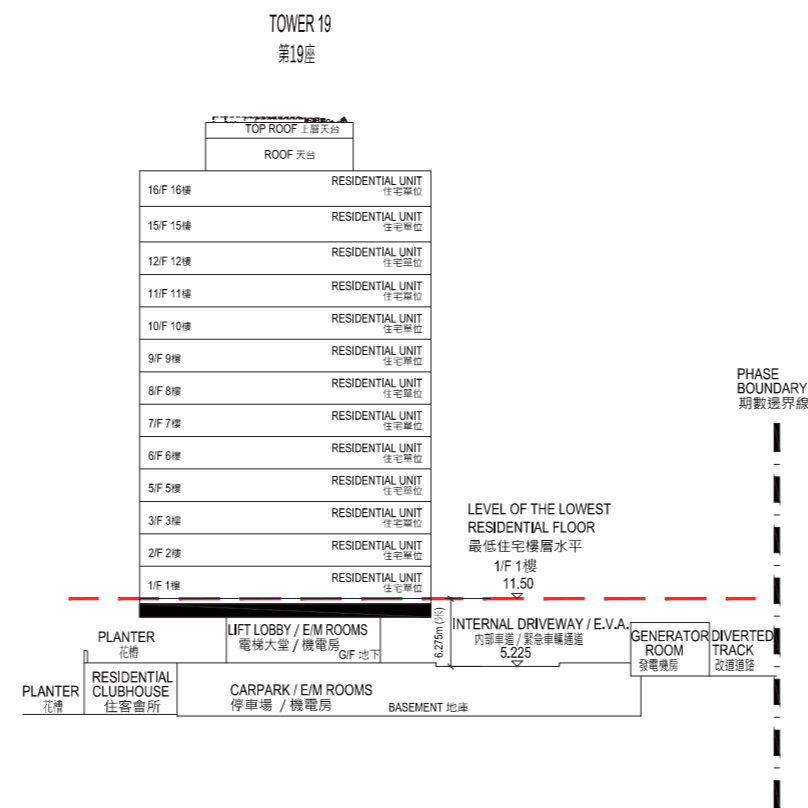 TOWER 19
第19座
TOP ROOF 上層天台
ROOF 天台
16/F 16樓
RESIDENTIAL UNIT
住宅單位
15/F 15樓
RESIDENTIAL UNIT
住宅單位
12/F 12樓
RESIDENTIAL UNIT
住宅單位
11/F 11樓
RESIDENTIAL UNIT
住宅單位
10/F 10樓
RESIDENTIAL UNIT
住宅單位
9/F 9樓
RESIDENTIAL UNIT
住宅單位
8/F 8樓
RESIDENTIAL UNIT
住宅單位
7/F 7樓
RESIDENTIAL UNIT
住宅單位
6/F 6樓
RESIDENTIAL UNIT
住宅單位
5/F 5樓
RESIDENTIAL UNIT
住宅單位
3/F 3樓
RESIDENTIAL UNIT
住宅單位
2/F 2樓
RESIDENTIAL UNIT
住宅單位
1/F 1樓
RESIDENTIAL UNIT
住宅單位
PHASE
BOUNDARY
期數邊界線
LEVEL OF THE LOWEST
RESIDENTIAL FLOOR
最低住宅樓層水平
1/F 1樓
11.50
6.275m (米)
LIFT LOBBY / E/M ROOMS
電梯大堂 / 機電房
G/F 地下
INTERNAL DRIVEWAY / E.V.A.
內部車道 / 緊急車輛通道
5.225
GENERATOR
ROOM
發電機房
DIVERTED
TRACK
改道道路
PLANTER
花槽
RESIDENTIAL
CLUBHOUSE
住客會所
PLANTER
花槽
CARPARK / E/M ROOMS
停車場 / 機電房
BASEMENT 地庫